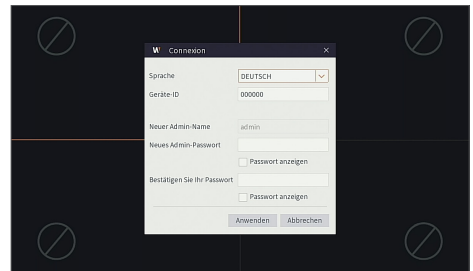 W Connexion
Sprache DEUTSCH
Geräte-ID 000000
Neuer Admin-Name admin
Neues Admin-Passwort
Passwort anzeigen
Bestätigen Sie Ihr Passwort
Passwort anzeigen
Anwenden Abbrechen